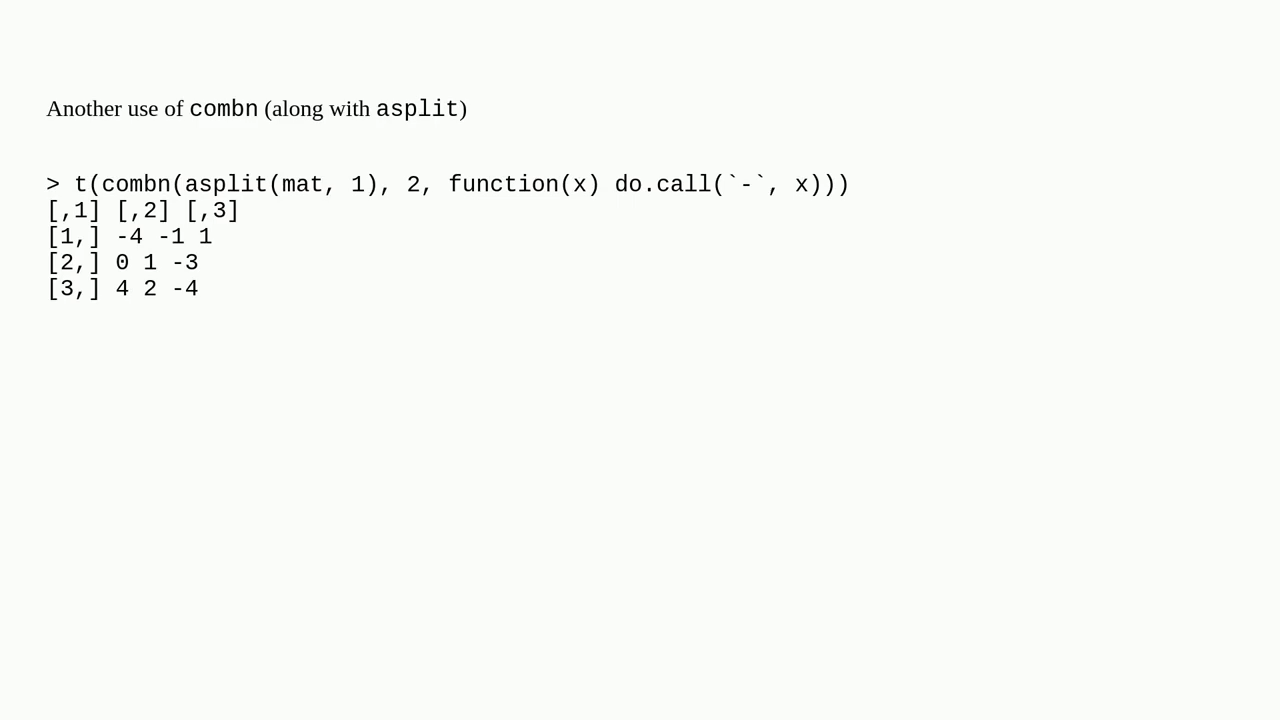 Another use of combn (along with asplit)
> t(combn(asplit(mat, 1), 2, function(x) do.call(`-`, x)))
[,1] [,2] [,3]
[1,] -4 -1 1
[2,] 0 1 -3
[3,] 4 2 -4